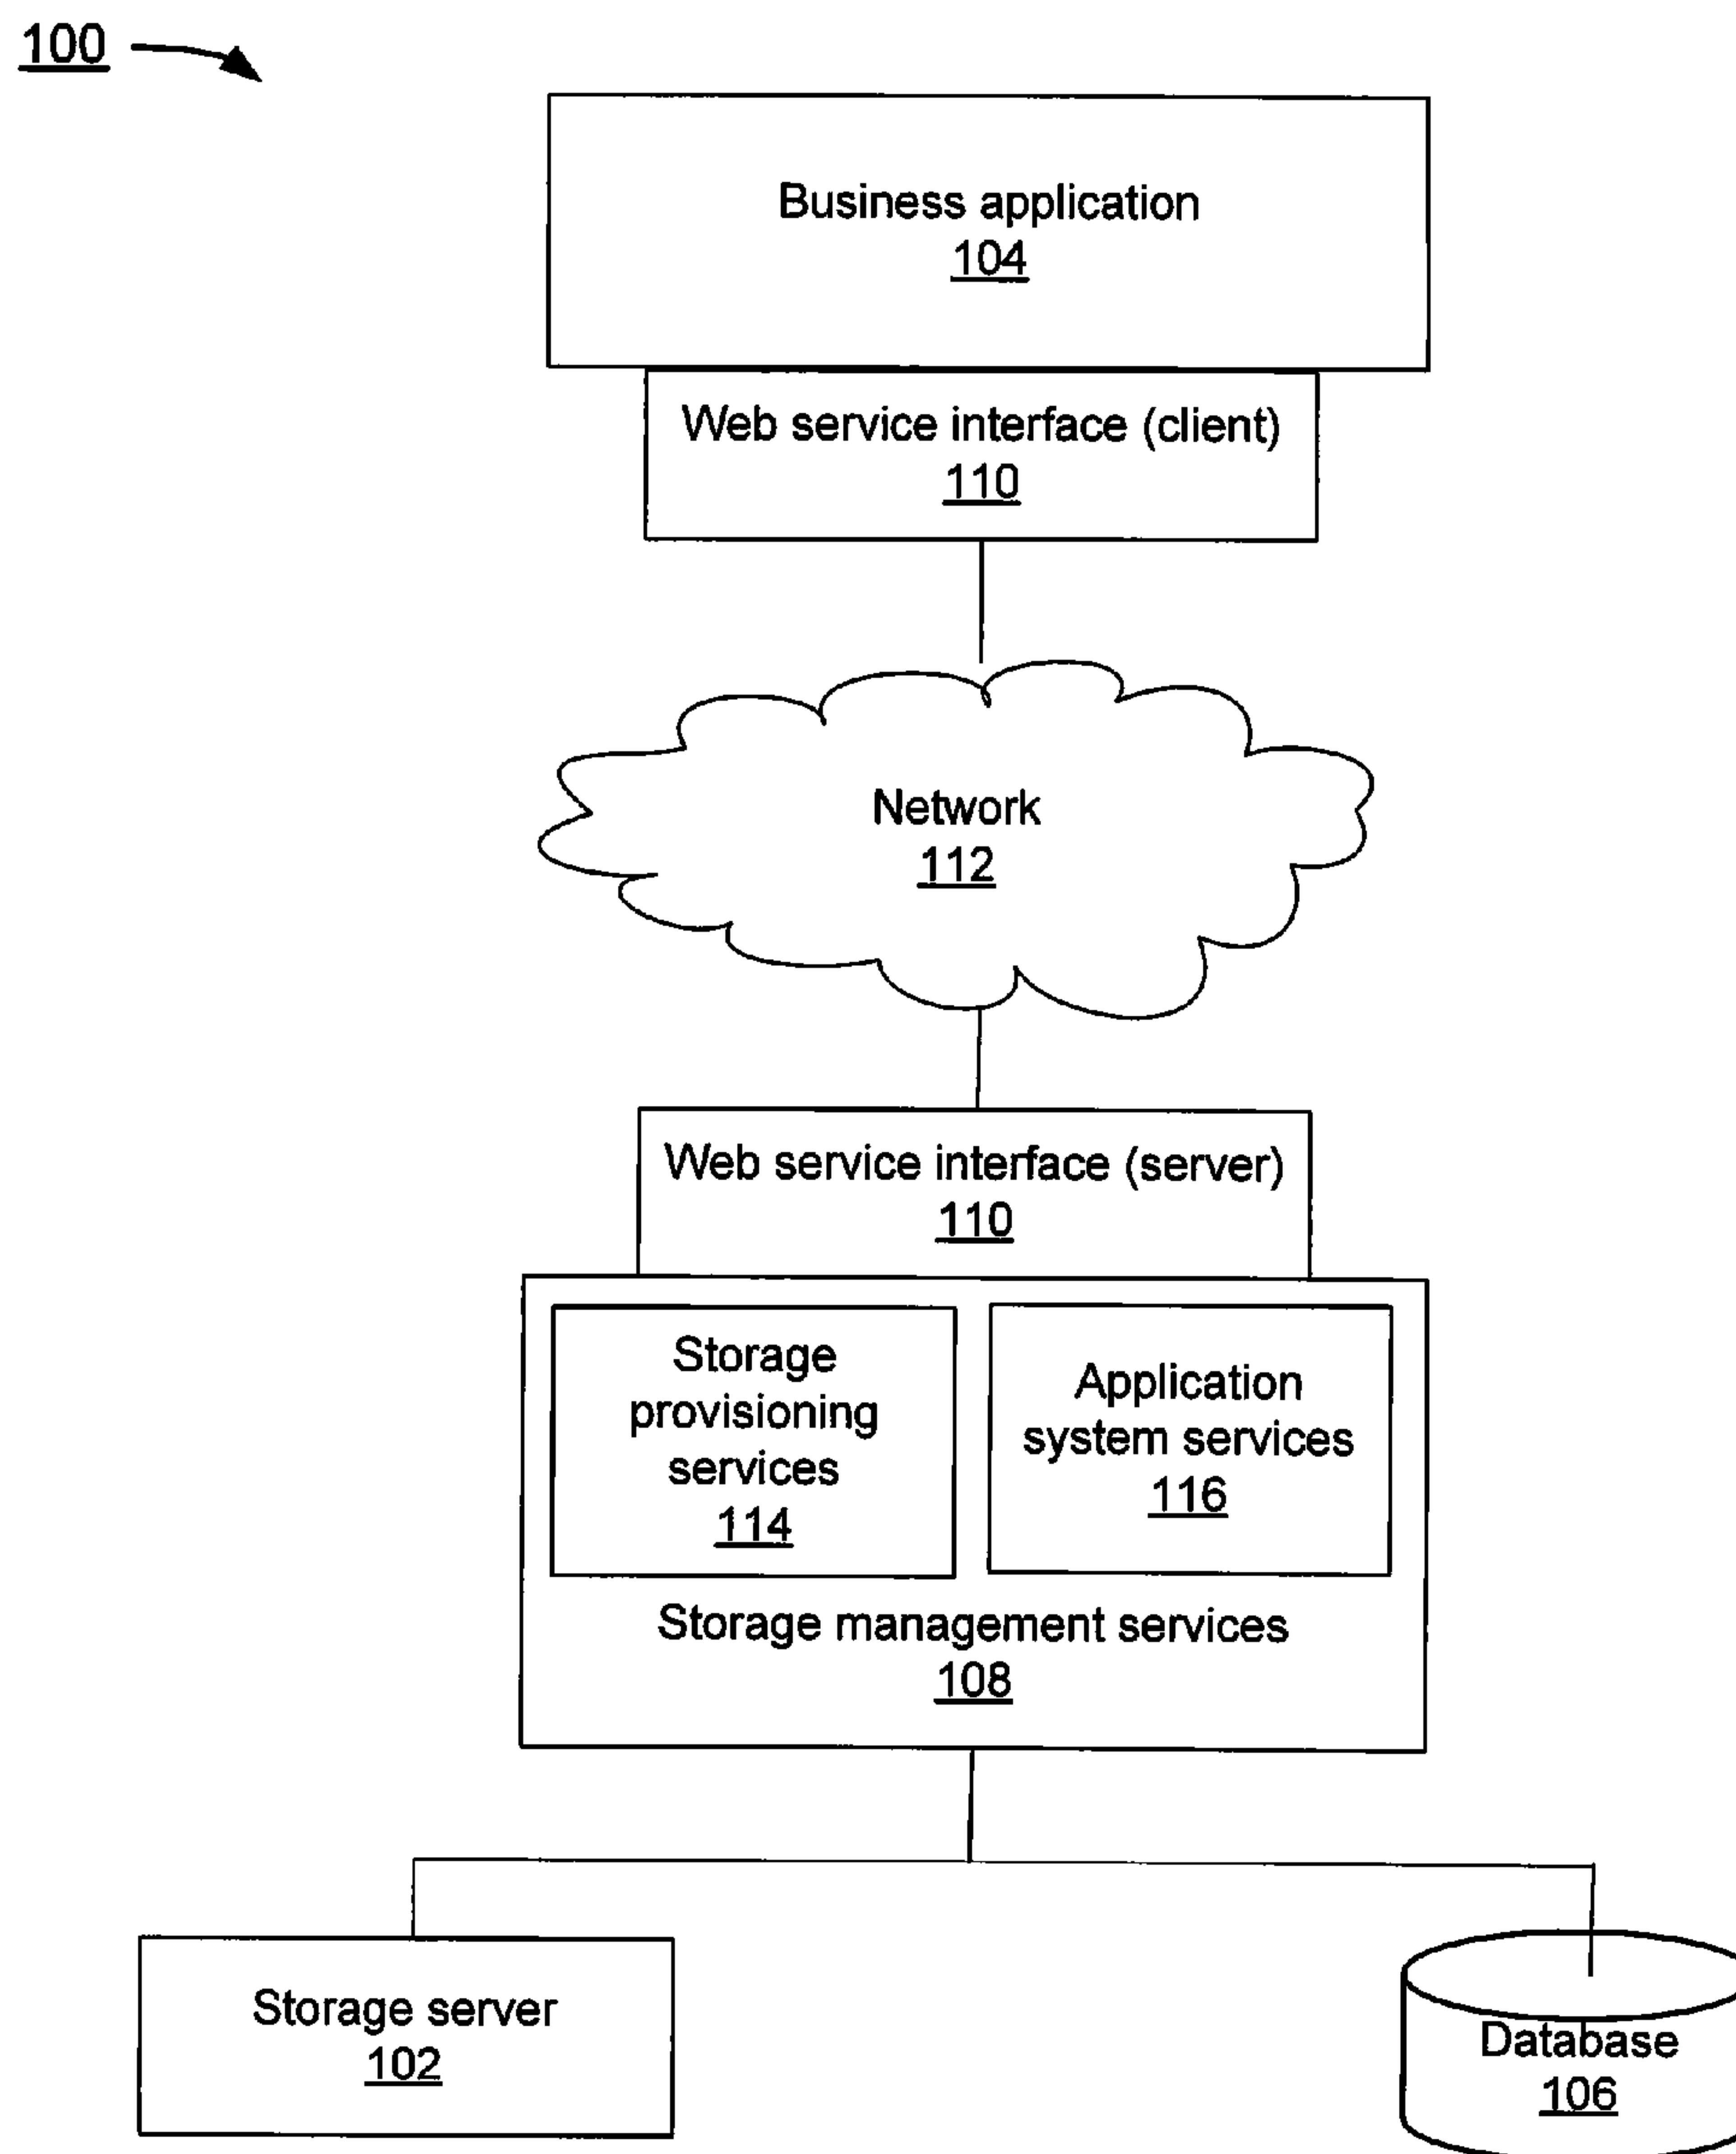 100
Business application
104
Web service interface (client)
110
Network
112
Web service interface (server)
110
Storage
provisioning
services
114
Application
system services
116
Storage management services
108
Storage server
102
Database
106